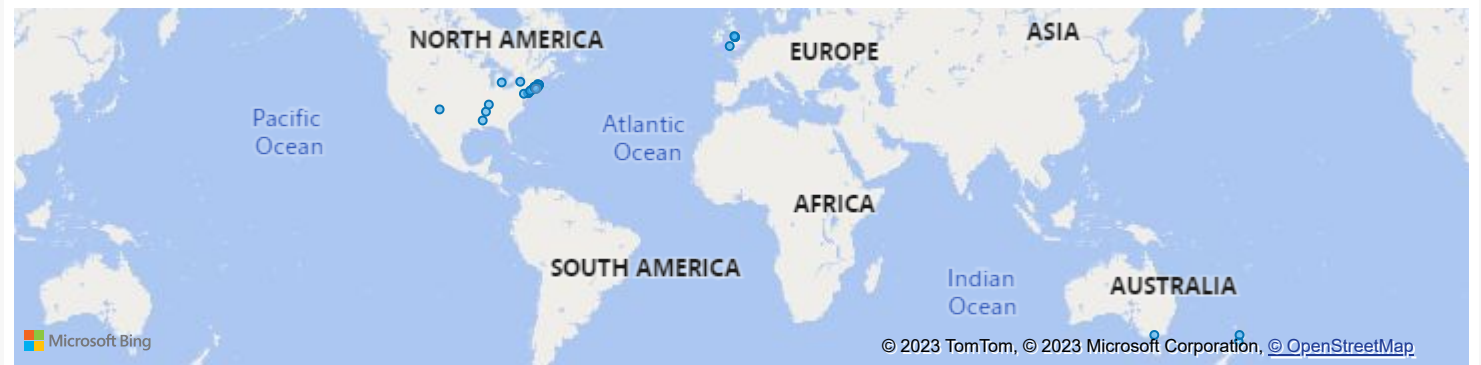 NORTH AMERICA
EUROPE
ASIA
Pacific
Ocean
Atlantic
Ocean
AFRICA
SOUTH AMERICA
Indian
Ocean
AUSTRALIA
Microsoft Bing
© 2023 TomTom, © 2023 Microsoft Corporation, © OpenStreetMap